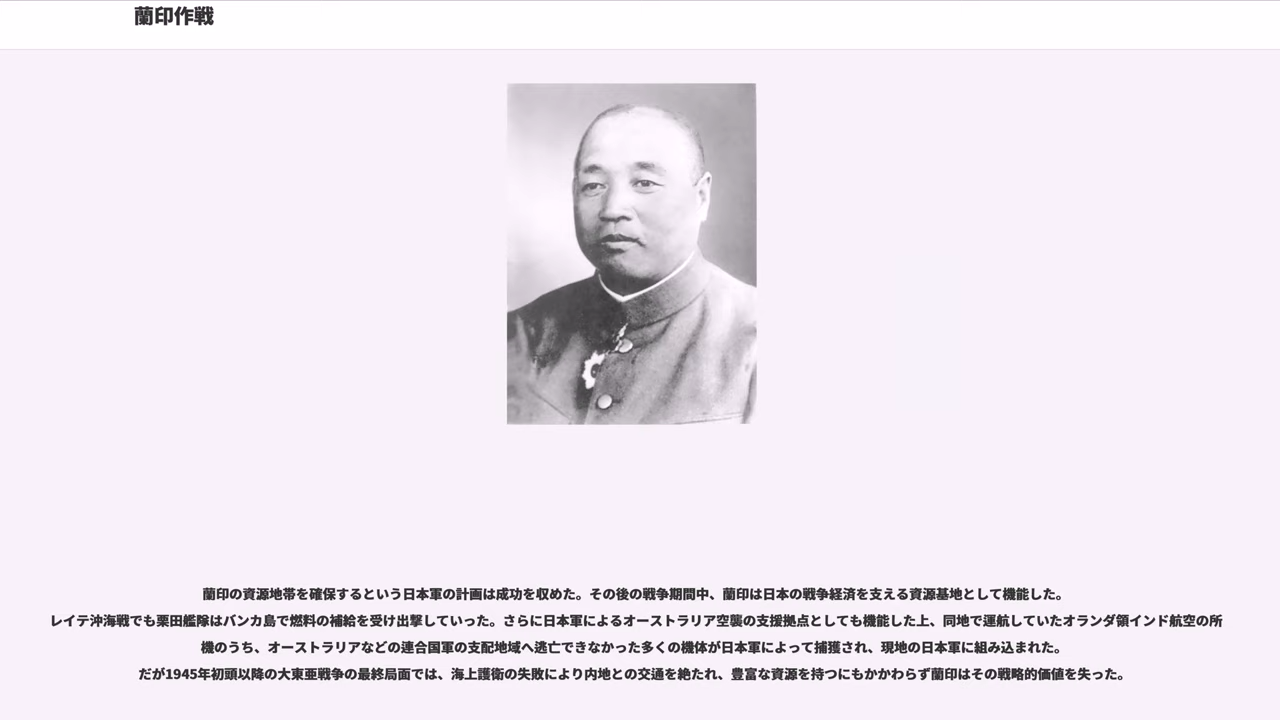 蘭印作戦
蘭印の資源地帯を確保するという日本軍の計画は成功を収めた。その後の戦争期間中、蘭印は日本の戦争経済を支える資源基地として機能した。
レイテ沖海戦でも栗田艦隊はバンカ島で燃料の補給を受け出撃していった。さらに日本軍によるオーストラリア空襲の支援拠点としても機能した上、同地で運航していたオランダ領インド航空の所
機のうち、オーストラリアなどの連合国軍の支配地域へ逃亡できなかった多くの機体が日本軍によって捕獲され、現地の日本軍に組み込まれた。
だが1945年初頭以降の大東亜戦争の最終局面では、海上護衛の失敗により内地との交通を絶たれ、豊富な資源を持つにもかかわらず蘭印はその戦略的価値を失った。